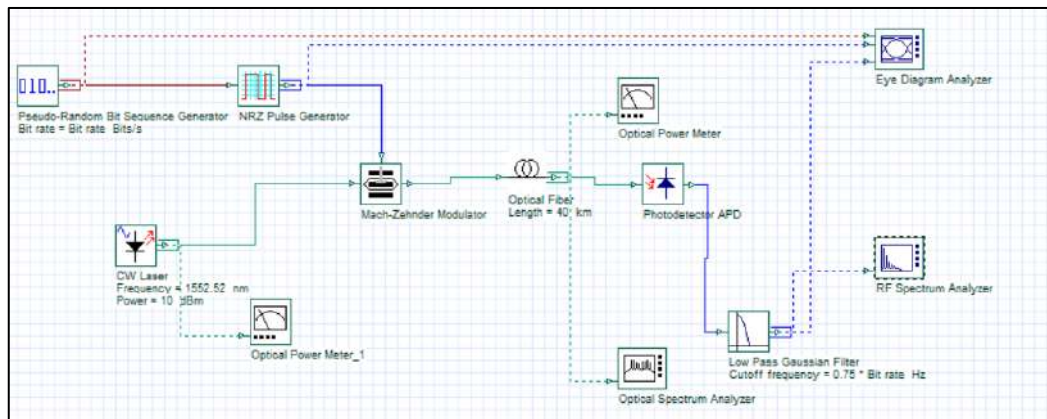 010..
Pseudo-Random Bit Sequence Generator
Bit rate = Bit rate Bits/s
NRZ Pulse Generator
Eye Diagram Analyzer
Optical Power Meter
Mach-Zehnder Modulator
Optical Fiber
Length = 40 km
Photodetector APD
CW Laser
Frequency = 1552.52 nm
Power = 10 dBm
Optical Power Meter_1
RF Spectrum Analyzer
Low Pass Gaussian Filter
Cutoff frequency = 0.75 * Bit rate Hz
Optical Spectrum Analyzer